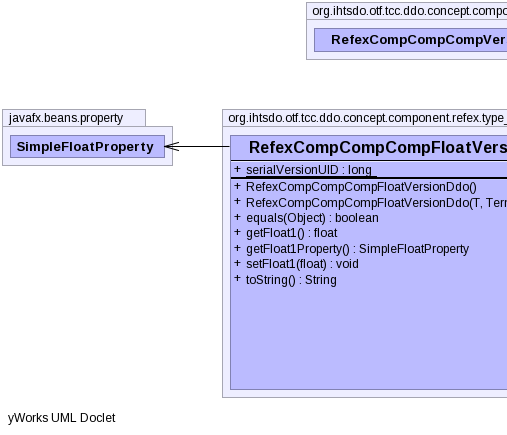 org.ihtsdo.otf.tcc.ddo.concept.compo
RefexCompCompCompVer
javafx.beans.property
SimpleFloatProperty
org.ihtsdo.otf.tcc.ddo.concept.component.refex.type_
RefexCompCompCompFloatVers
+ serialVersionUID : long
+ RefexCompCompCompFloatVersionDdo()
+ RefexCompCompCompFloatVersionDdo(T, Terr
+ equals(Object) : boolean
+ getFloat1() : float
+ getFloat1Property() : SimpleFloatProperty
+ setFloat1(float) : void
+ toString() : String
yWorks UML Doclet